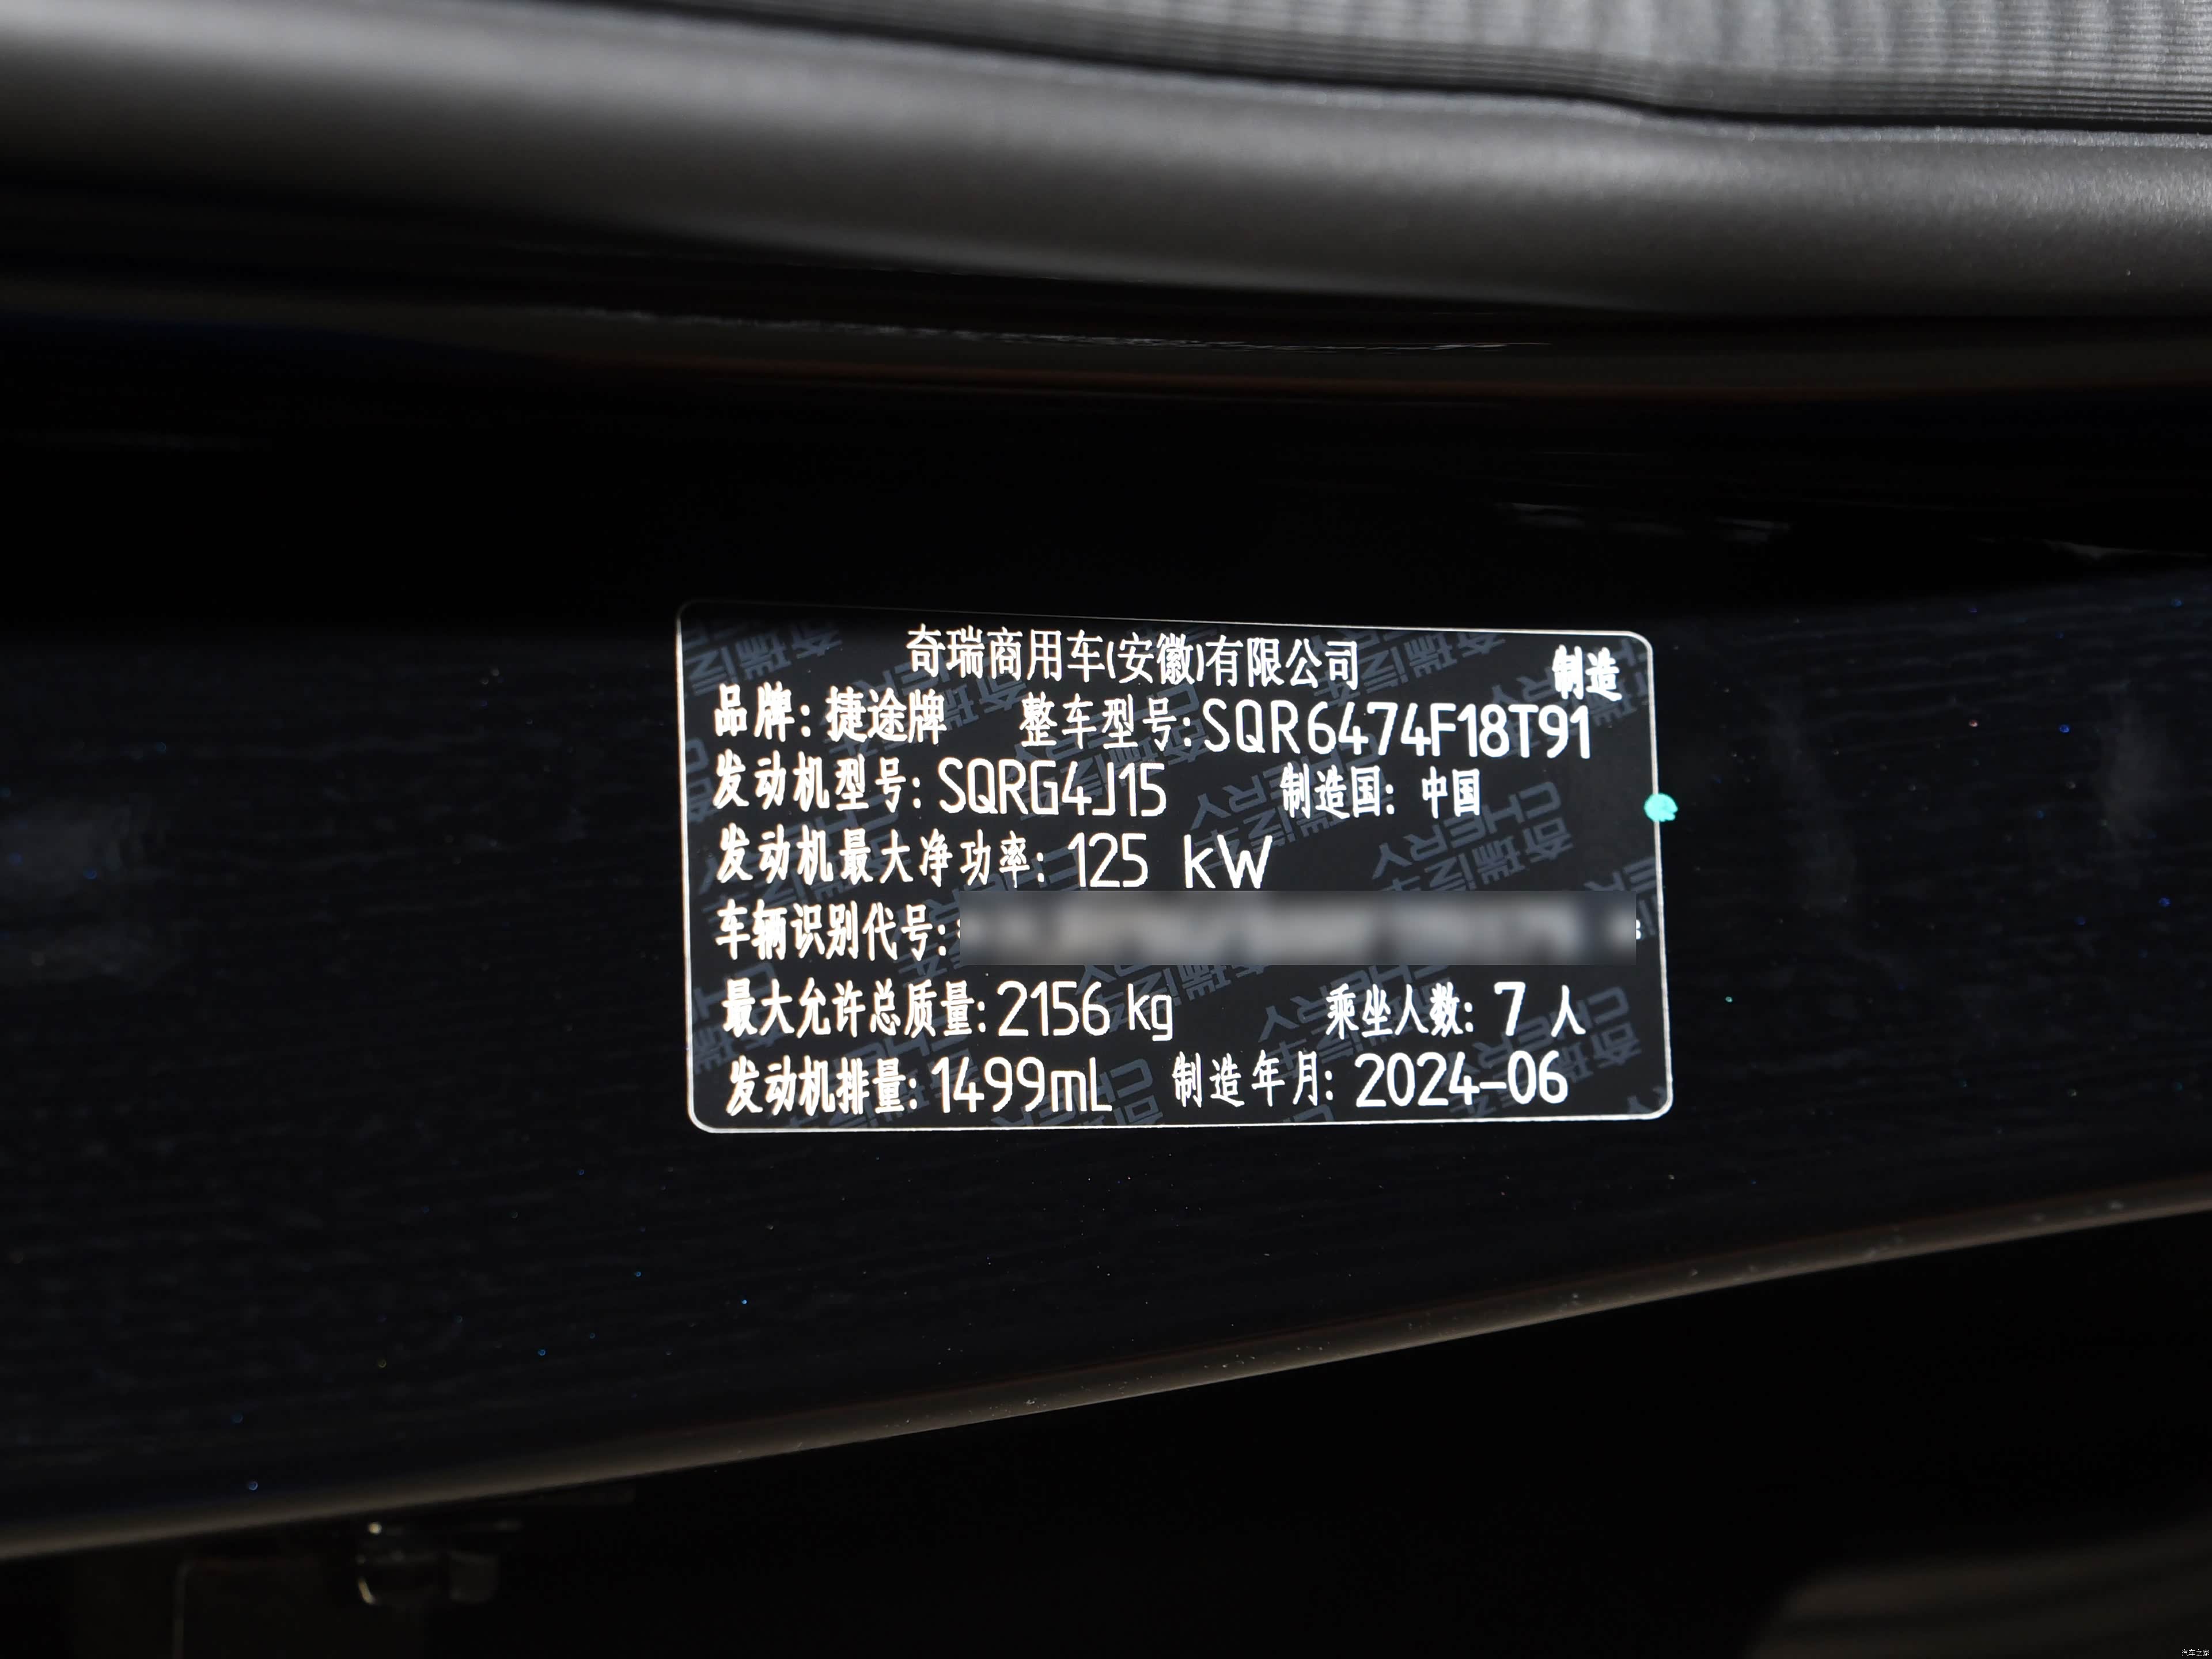 奇瑞商用车(安徽)有限公司 制造
品牌: 捷途牌 整车型号: SQR6474F18T91
发动机型号: SQRG4J15 制造国: 中国
发动机最大净功率: 125 kW
车辆识别代号:
最大允许总质量: 2156 kg 乘坐人数: 7 人
发动机排量: 1499mL 制造年月: 2024-06
汽车之家